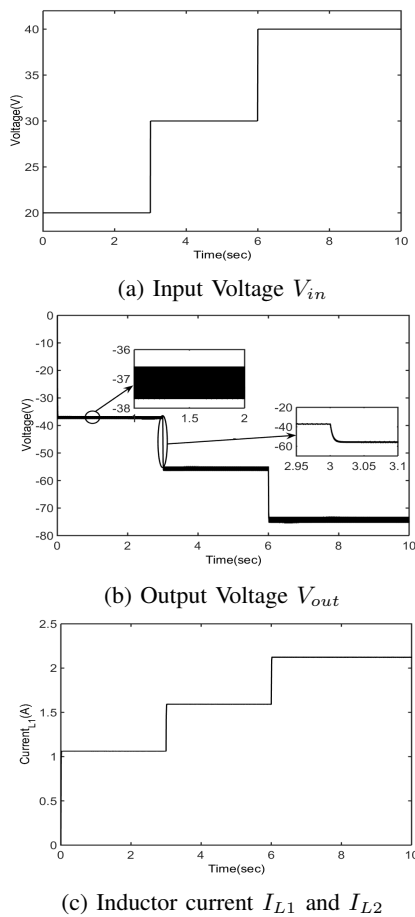 40
35
30
25
20
Voltage(V)
0 2 4 6 8 10
Time(sec)
(a) Input Voltage V_in
0
-10
-20
-30
-40
-50
-60
-70
-80
Voltage(V)
-36
-37
-38
1 1.5 2
-20
-40
-60
2.95 3 3.05 3.1
0 2 4 6 8 10
Time(sec)
(b) Output Voltage V_out
2.5
2
1.5
1
0.5
0
Current_L1(A)
0 2 4 6 8 10
Time(sec)
(c) Inductor current I_L1 and I_L2